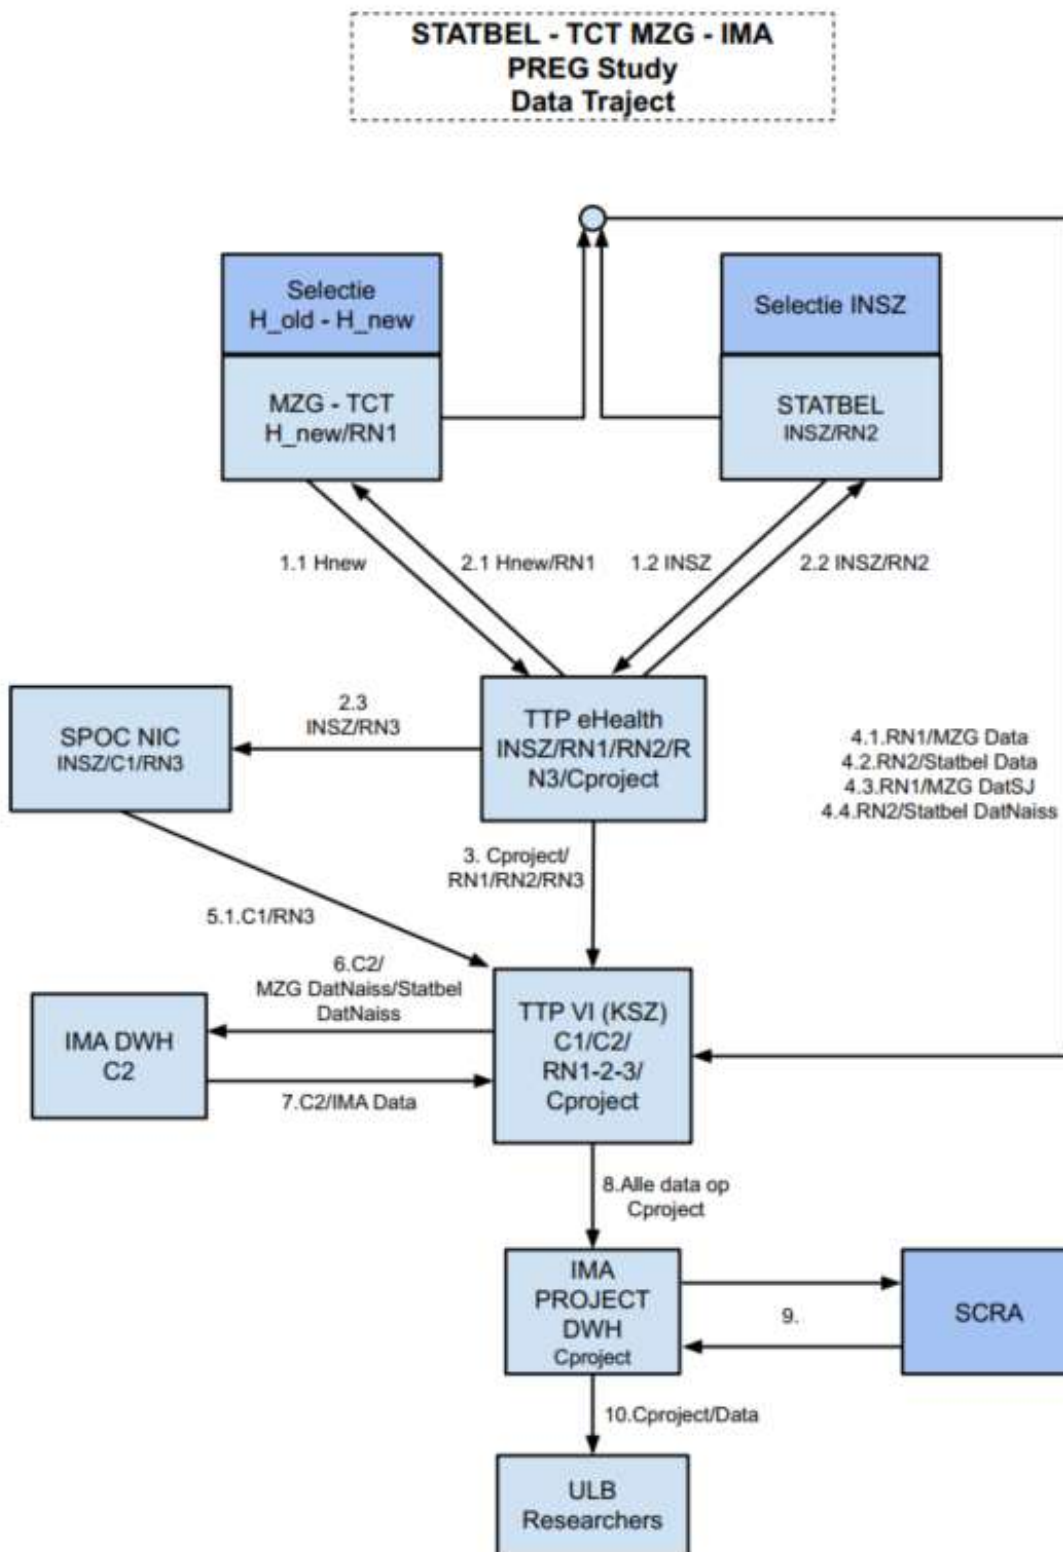 STATBEL - TCT MZG - IMA
PREG Study
Data Traject
Selectie
H_old - H_new
Selectie INSZ
MZG - TCT
H_new/RN1
STATBEL
INSZ/RN2
1.1 Hnew
2.1 Hnew/RN1
1.2 INSZ
2.2 INSZ/RN2
SPOC NIC
INSZ/C1/RN3
2.3
INSZ/RN3
TTP eHealth
INSZ/RN1/RN2/R
N3/Cproject
4.1.RN1/MZG Data
4.2.RN2/Statbel Data
4.3.RN1/MZG DatSJ
4.4.RN2/Statbel DatNaiss
3. Cproject/
RN1/RN2/RN3
5.1.C1/RN3
6.C2/
MZG DatNaiss/Statbel
DatNaiss
IMA DWH
C2
TTP VI (KSZ)
C1/C2/
RN1-2-3/
Cproject
7.C2/IMA Data
8.Alle data op
Cproject
IMA
PROJECT
DWH
Cproject
9.
SCRA
10.Cproject/Data
ULB
Researchers